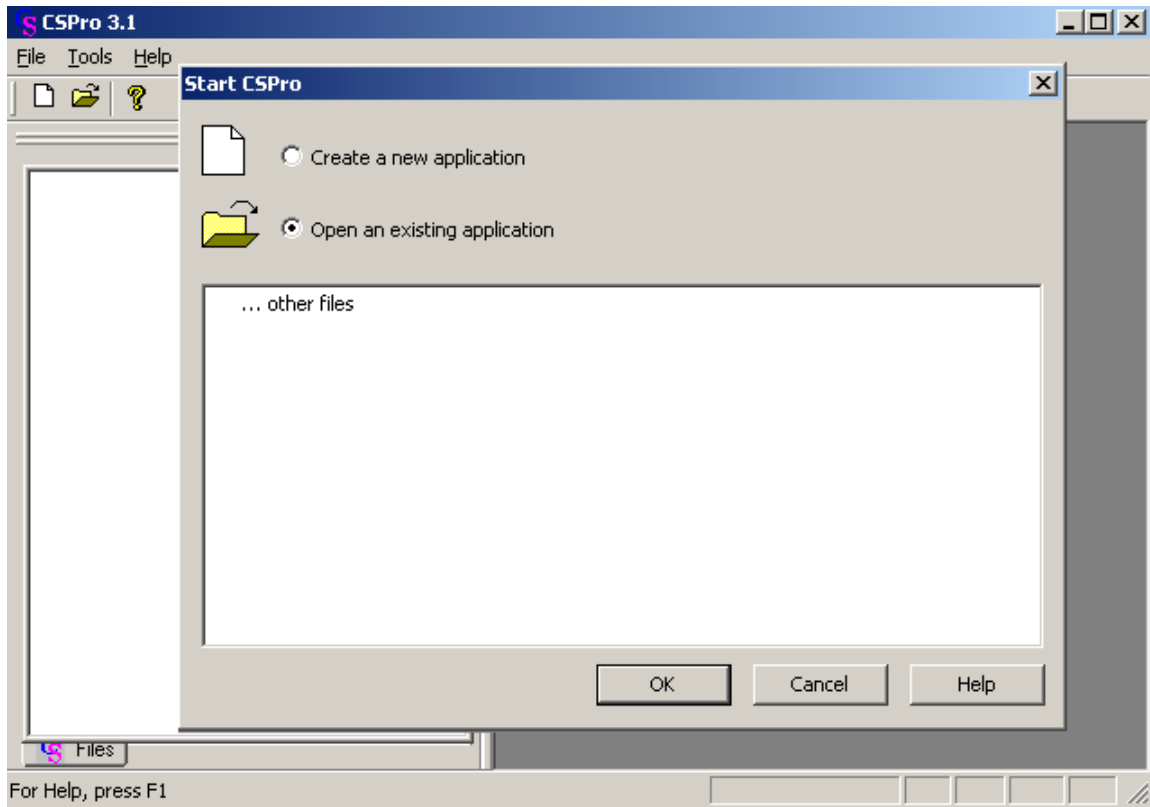 CSPro 3.1
File Tools Help
Start CSPro
Create a new application
Open an existing application
... other files
OK Cancel Help
Files
For Help, press F1